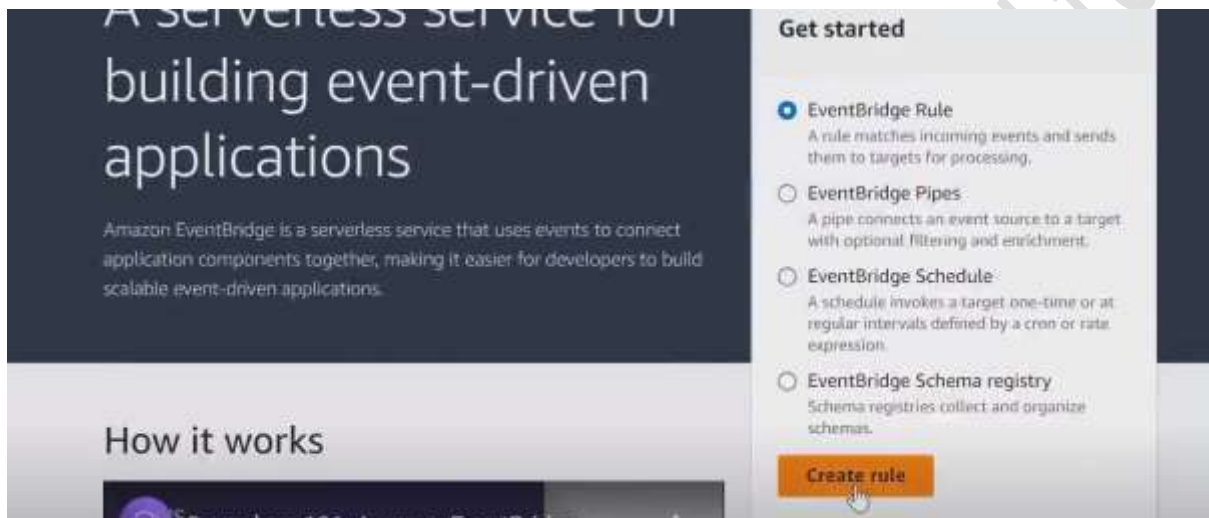 A serverless service for
building event-driven
applications
Amazon EventBridge is a serverless service that uses events to connect
application components together, making it easier for developers to build
scalable event-driven applications.
How it works
Get started
EventBridge Rule
A rule matches incoming events and sends
them to targets for processing.
EventBridge Pipes
A pipe connects an event source to a target
with optional filtering and enrichment.
EventBridge Schedule
A schedule invokes a target one-time or at
regular intervals defined by a cron or rate
expression.
EventBridge Schema registry
Schema registries collect and organize
schemas.
Create rule